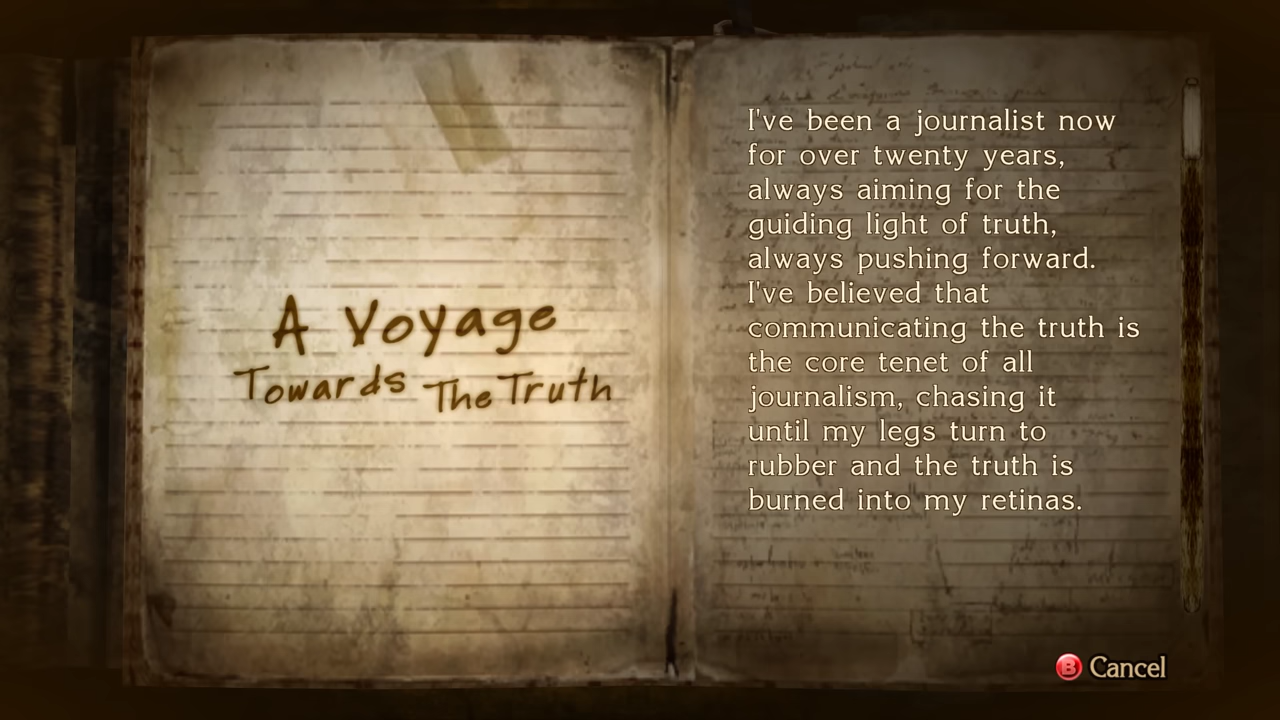 A Voyage
Towards The Truth
I've been a journalist now
for over twenty years,
always aiming for the
guiding light of truth,
always pushing forward.
I've believed that
communicating the truth is
the core tenet of all
journalism, chasing it
until my legs turn to
rubber and the truth is
burned into my retinas.
B Cancel